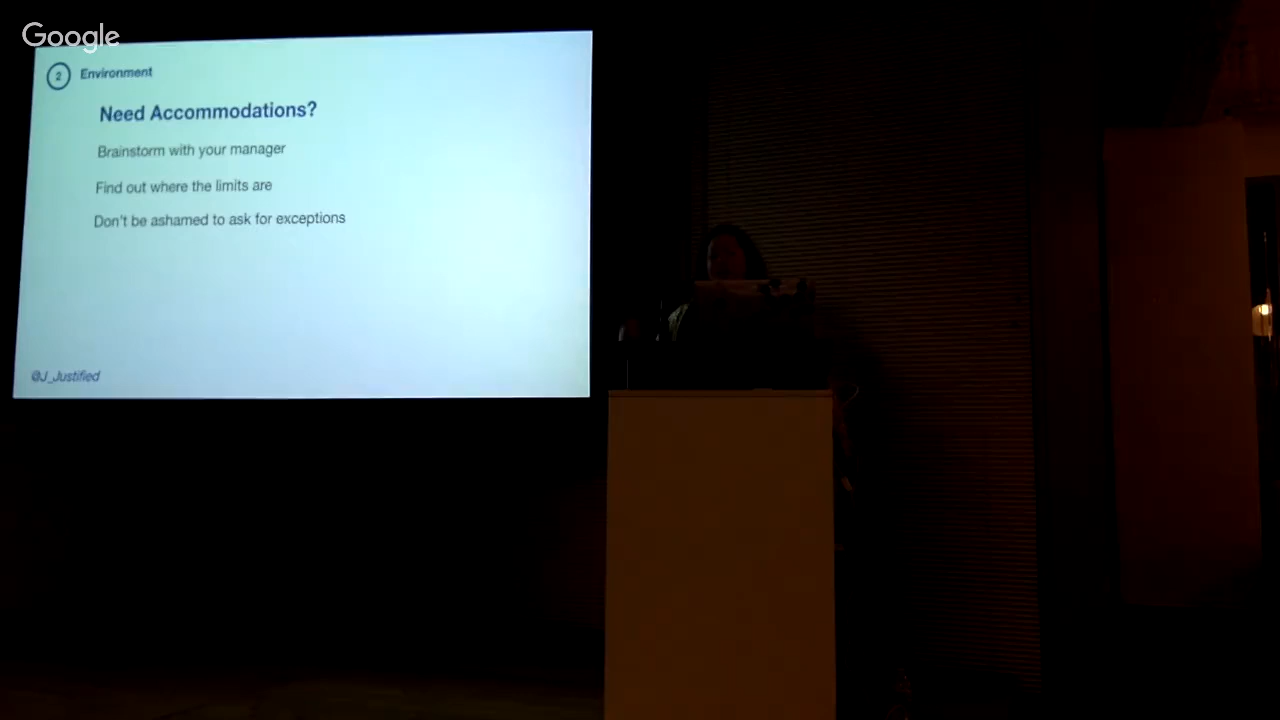 Google
2 Environment
Need Accommodations?
Brainstorm with your manager
Find out where the limits are
Don't be ashamed to ask for exceptions
@J_Justified